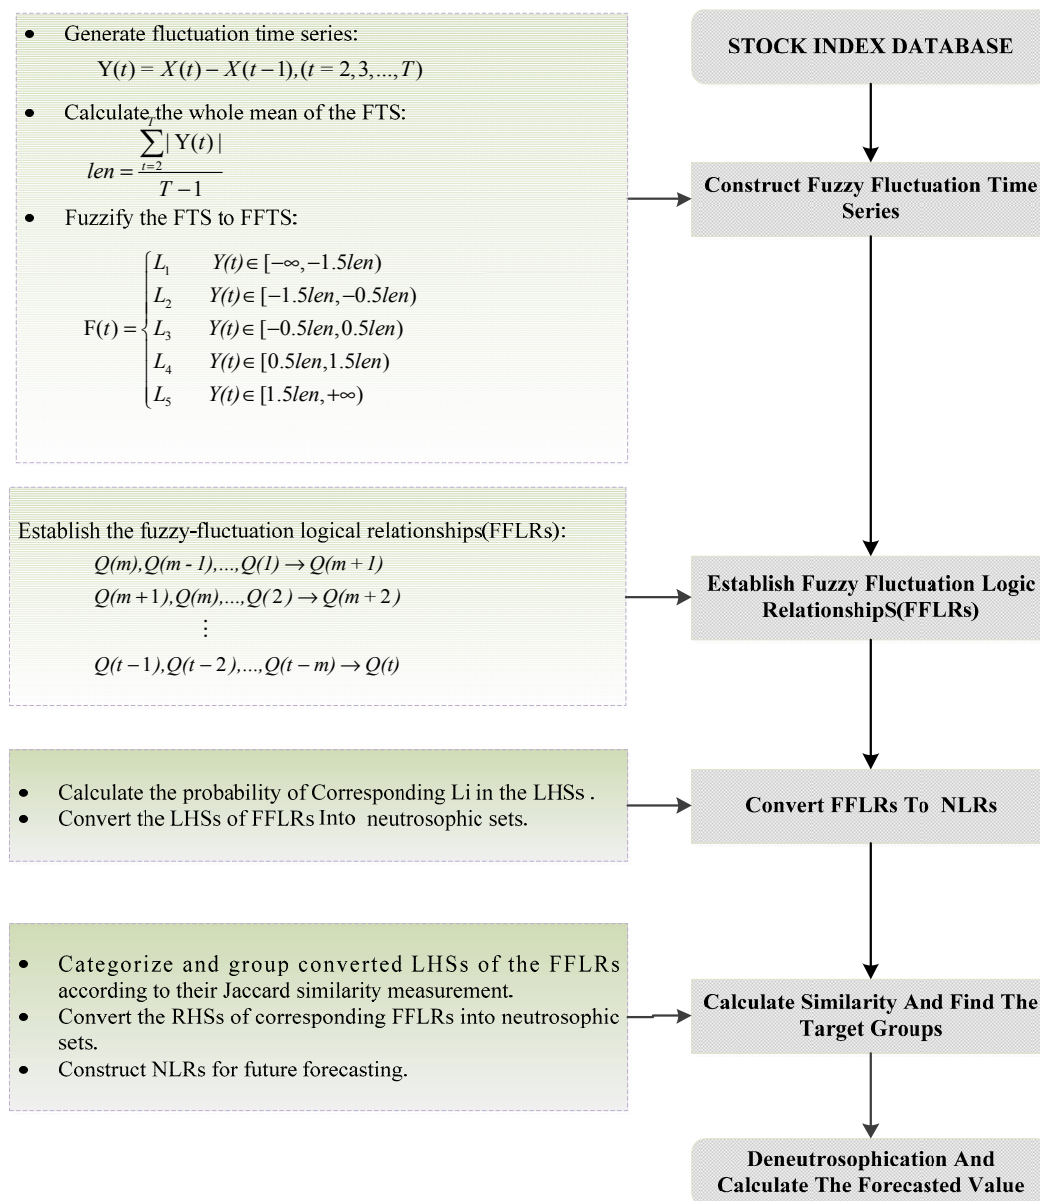 • Generate fluctuation time series:
Y(t) = X(t) − X(t−1),(t = 2,3,...,T)
• Calculate the whole mean of the FTS:
len = \frac{\sum_{t=2}^{T} | Y(t) |}{T − 1}
• Fuzzify the FTS to FFTS:
F(t) = {
L₁ Y(t)∈[−∞,−1.5len)
L₂ Y(t)∈[−1.5len,−0.5len)
L₃ Y(t)∈[−0.5len,0.5len)
L₄ Y(t)∈[0.5len,1.5len)
L₅ Y(t)∈[1.5len,+∞)
Establish the fuzzy-fluctuation logical relationships(FFLRs):
Q(m),Q(m - 1),...,Q(1) → Q(m + 1)
Q(m+1),Q(m),...,Q(2) → Q(m + 2)
⋮
Q(t−1),Q(t−2),...,Q(t−m) → Q(t)
• Calculate the probability of Corresponding Li in the LHSs .
• Convert the LHSs of FFLRs Into neutrosophic sets.
• Categorize and group converted LHSs of the FFLRs
according to their Jaccard similarity measurement.
• Convert the RHSs of corresponding FFLRs into neutrosophic
sets.
• Construct NLRs for future forecasting.
STOCK INDEX DATABASE
Construct Fuzzy Fluctuation Time
Series
Establish Fuzzy Fluctuation Logic
RelationshipS(FFLRs)
Convert FFLRs To NLRs
Calculate Similarity And Find The
Target Groups
Deneutrosophication And
Calculate The Forecasted Value